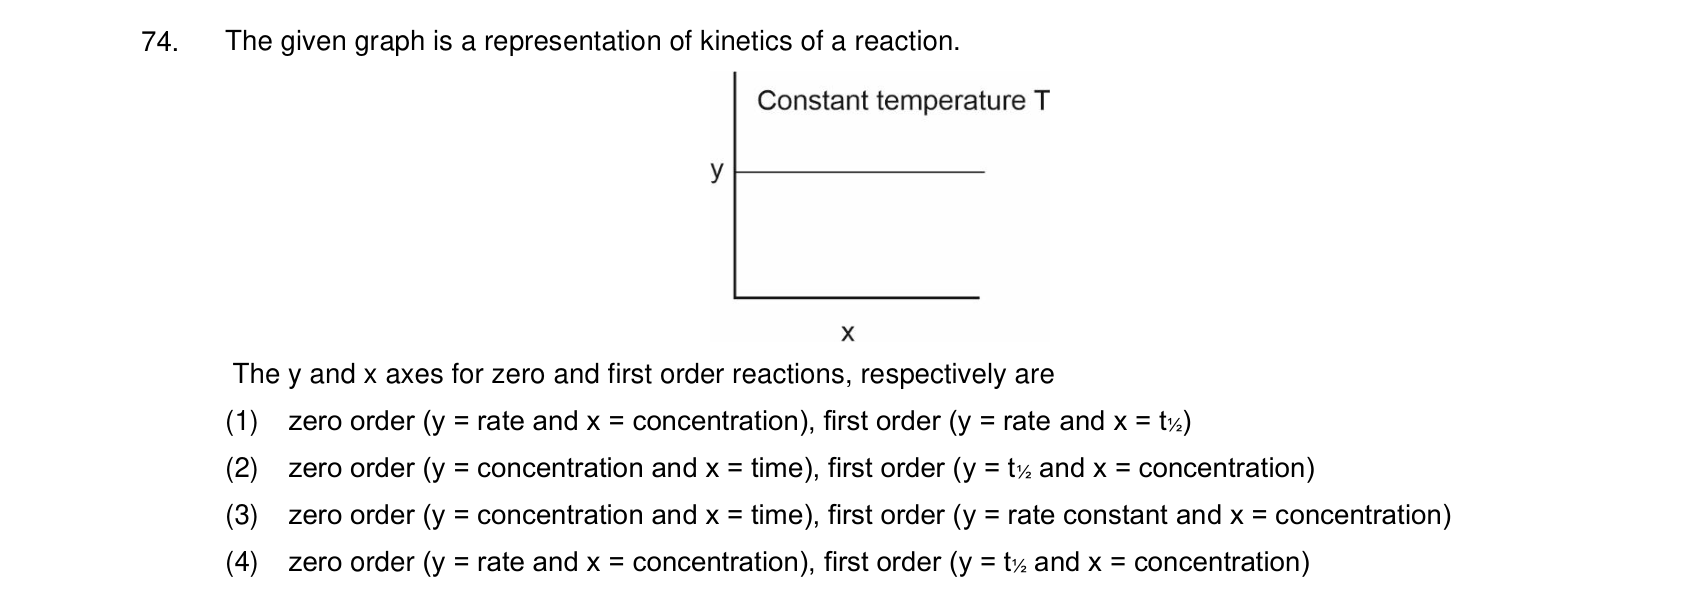 74. The given graph is a representation of kinetics of a reaction.
Constant temperature T
y
x
The y and x axes for zero and first order reactions, respectively are
(1) zero order (y = rate and x = concentration), first order (y = rate and x = t½)
(2) zero order (y = concentration and x = time), first order (y = t½ and x = concentration)
(3) zero order (y = concentration and x = time), first order (y = rate constant and x = concentration)
(4) zero order (y = rate and x = concentration), first order (y = t½ and x = concentration)